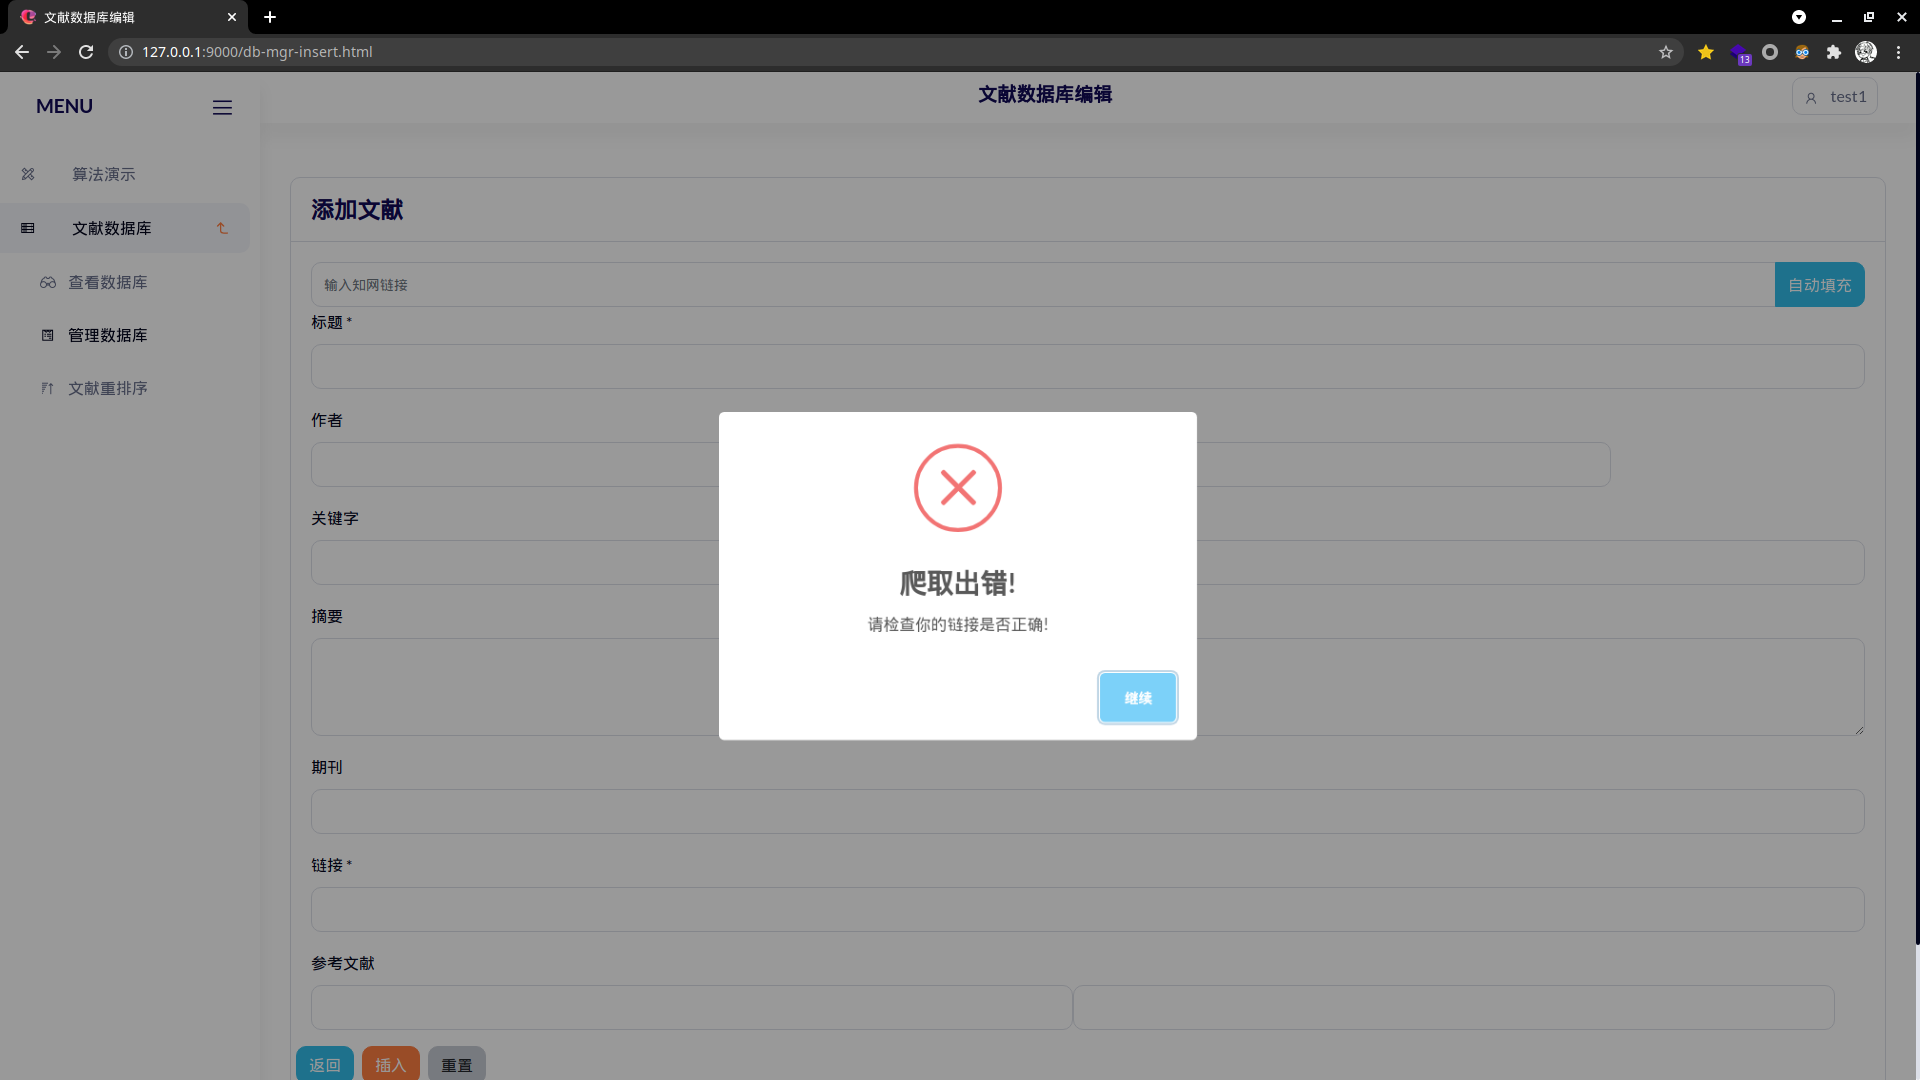 文献数据库编辑
127.0.0.1:9000/db-mgr-insert.html
13
MENU
文献数据库编辑
test1
算法演示
文献数据库
查看数据库
管理数据库
文献重排序
添加文献
输入知网链接
自动填充
标题 *
作者
关键字
摘要
期刊
链接 *
参考文献
返回
插入
重置
爬取出错!
请检查你的链接是否正确!
继续